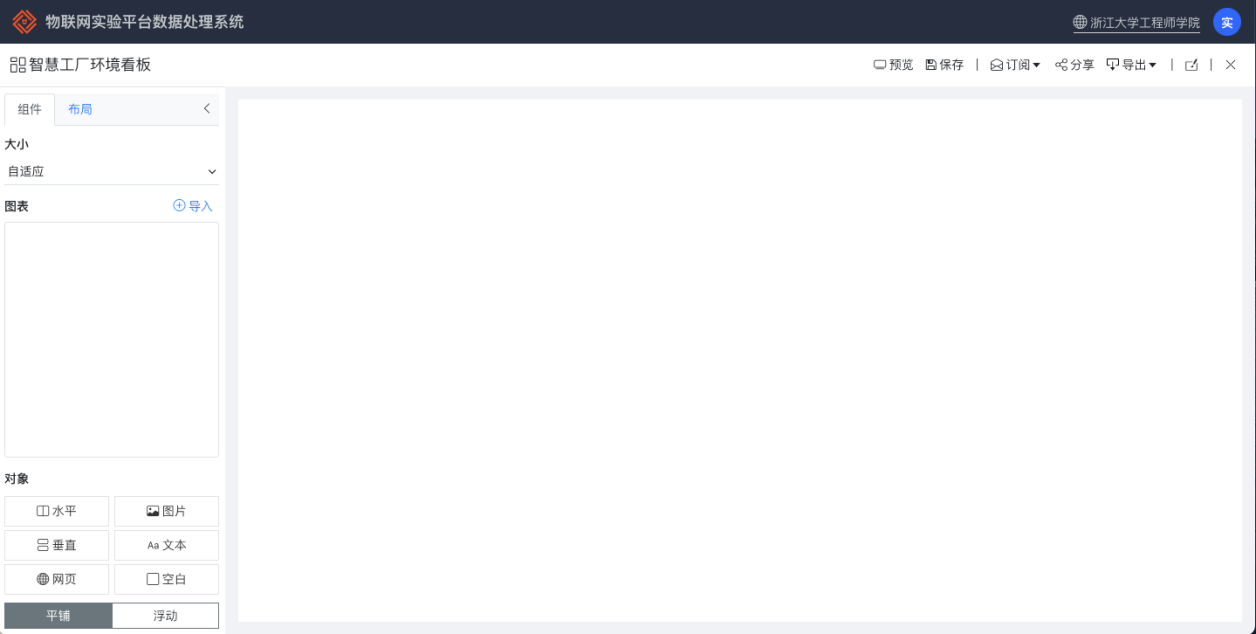 物联网实验平台数据处理系统 浙江大学工程师学院 实
智慧工厂环境看板 预览 保存 | 订阅 分享 导出 | |
组件 布局
大小
自适应
图表 导入
对象
水平 图片
垂直 Aa 文本
网页 空白
平铺 浮动